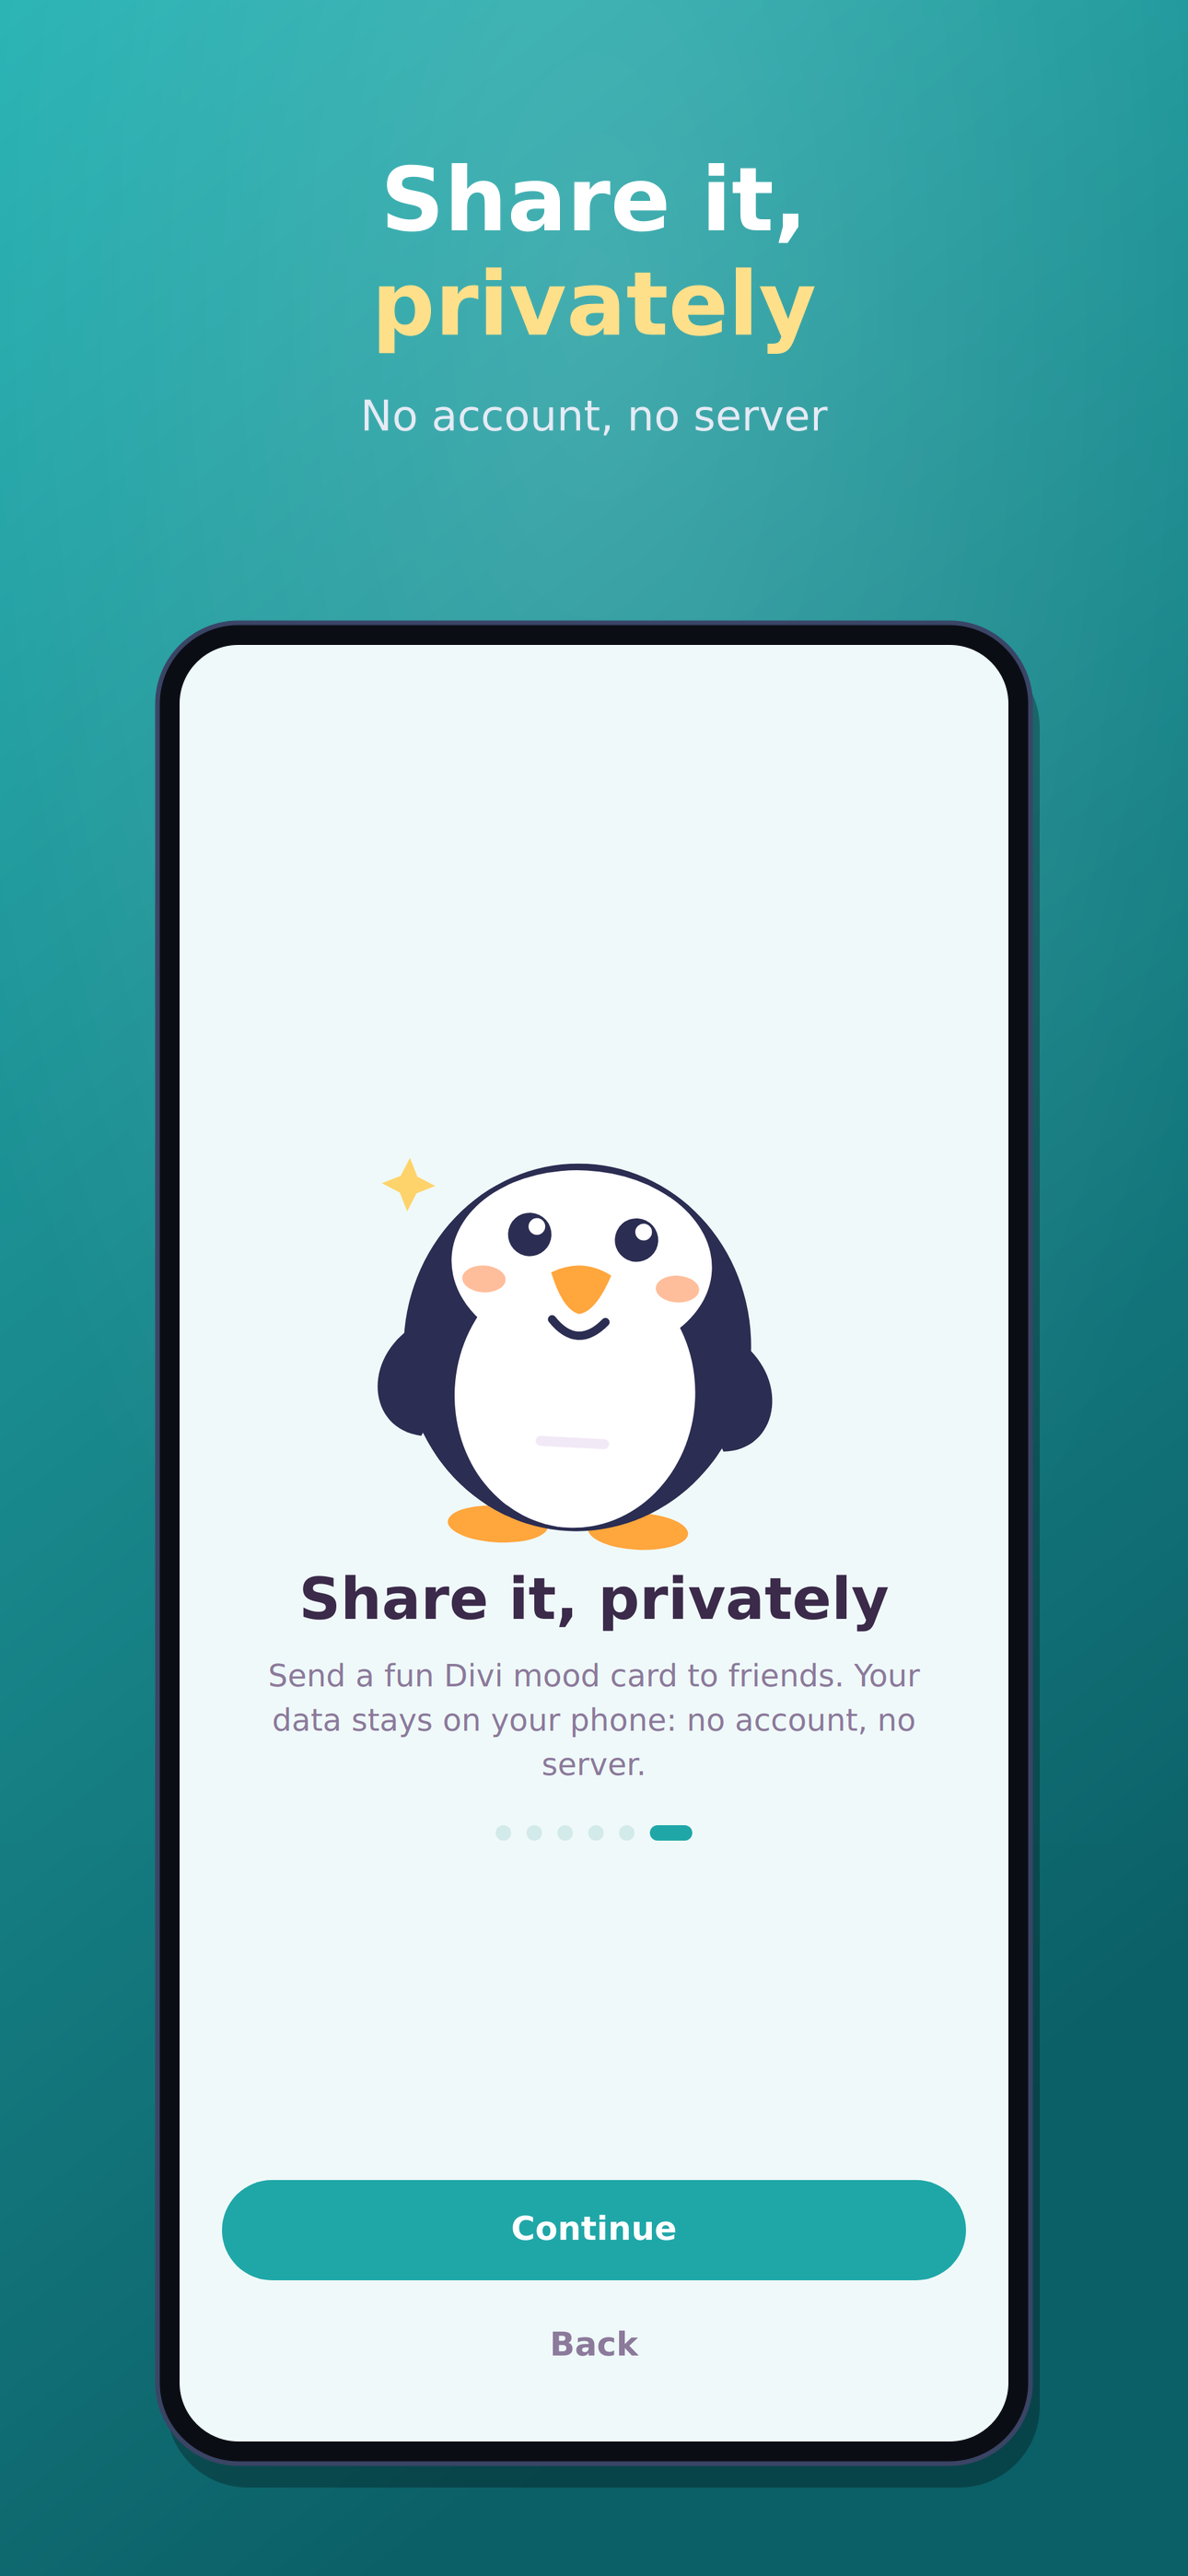 Share it,
privately
No account, no server
Share it, privately
Send a fun Divi mood card to friends. Your
data stays on your phone: no account, no
server.
Continue
Back